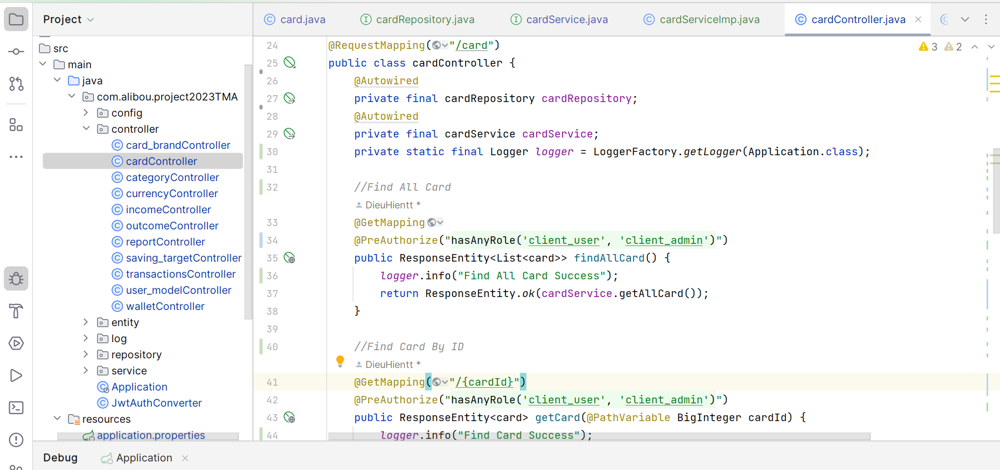 Project
src
main
java
com.alibou.project2023TMA
config
controller
card_brandController
cardController
categoryController
currencyController
incomeController
outcomeController
reportController
saving_targetController
transactionsController
user_modelController
walletController
entity
log
repository
service
Application
JwtAuthConverter
resources
application.properties
card.java cardRepository.java cardService.java cardServiceImp.java cardController.java
3 2
24 @RequestMapping("/card")
25 public class cardController {
26 @Autowired
27 private final cardRepository cardRepository;
28 @Autowired
29 private final cardService cardService;
30 private static final Logger logger = LoggerFactory.getLogger(Application.class);
31
32 //Find All Card
DieuHientt *
33 @GetMapping
34 @PreAuthorize("hasAnyRole('client_user', 'client_admin')")
35 public ResponseEntity<List<card>> findAllCard() {
36 logger.info("Find All Card Success");
37 return ResponseEntity.ok(cardService.getAllCard());
38 }
39
40 //Find Card By ID
DieuHientt *
41 @GetMapping("/{cardId}")
42 @PreAuthorize("hasAnyRole('client_user', 'client_admin')")
43 public ResponseEntity<card> getCard(@PathVariable BigInteger cardId) {
44 logger.info("Find Card Success");
Debug Application